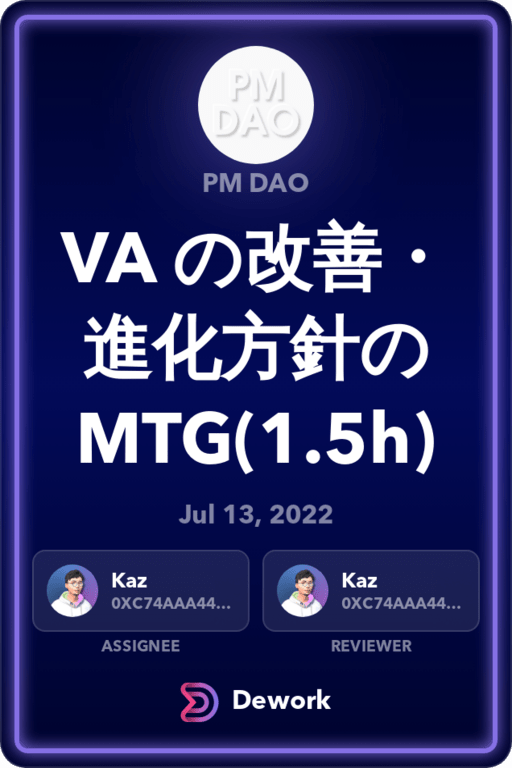 PM
DAO
PM DAO
VA の改善・
進化方針の
MTG(1.5h)
Jul 13, 2022
Kaz
0XC74AAA44...
ASSIGNEE
Kaz
0XC74AAA44...
REVIEWER
Dework